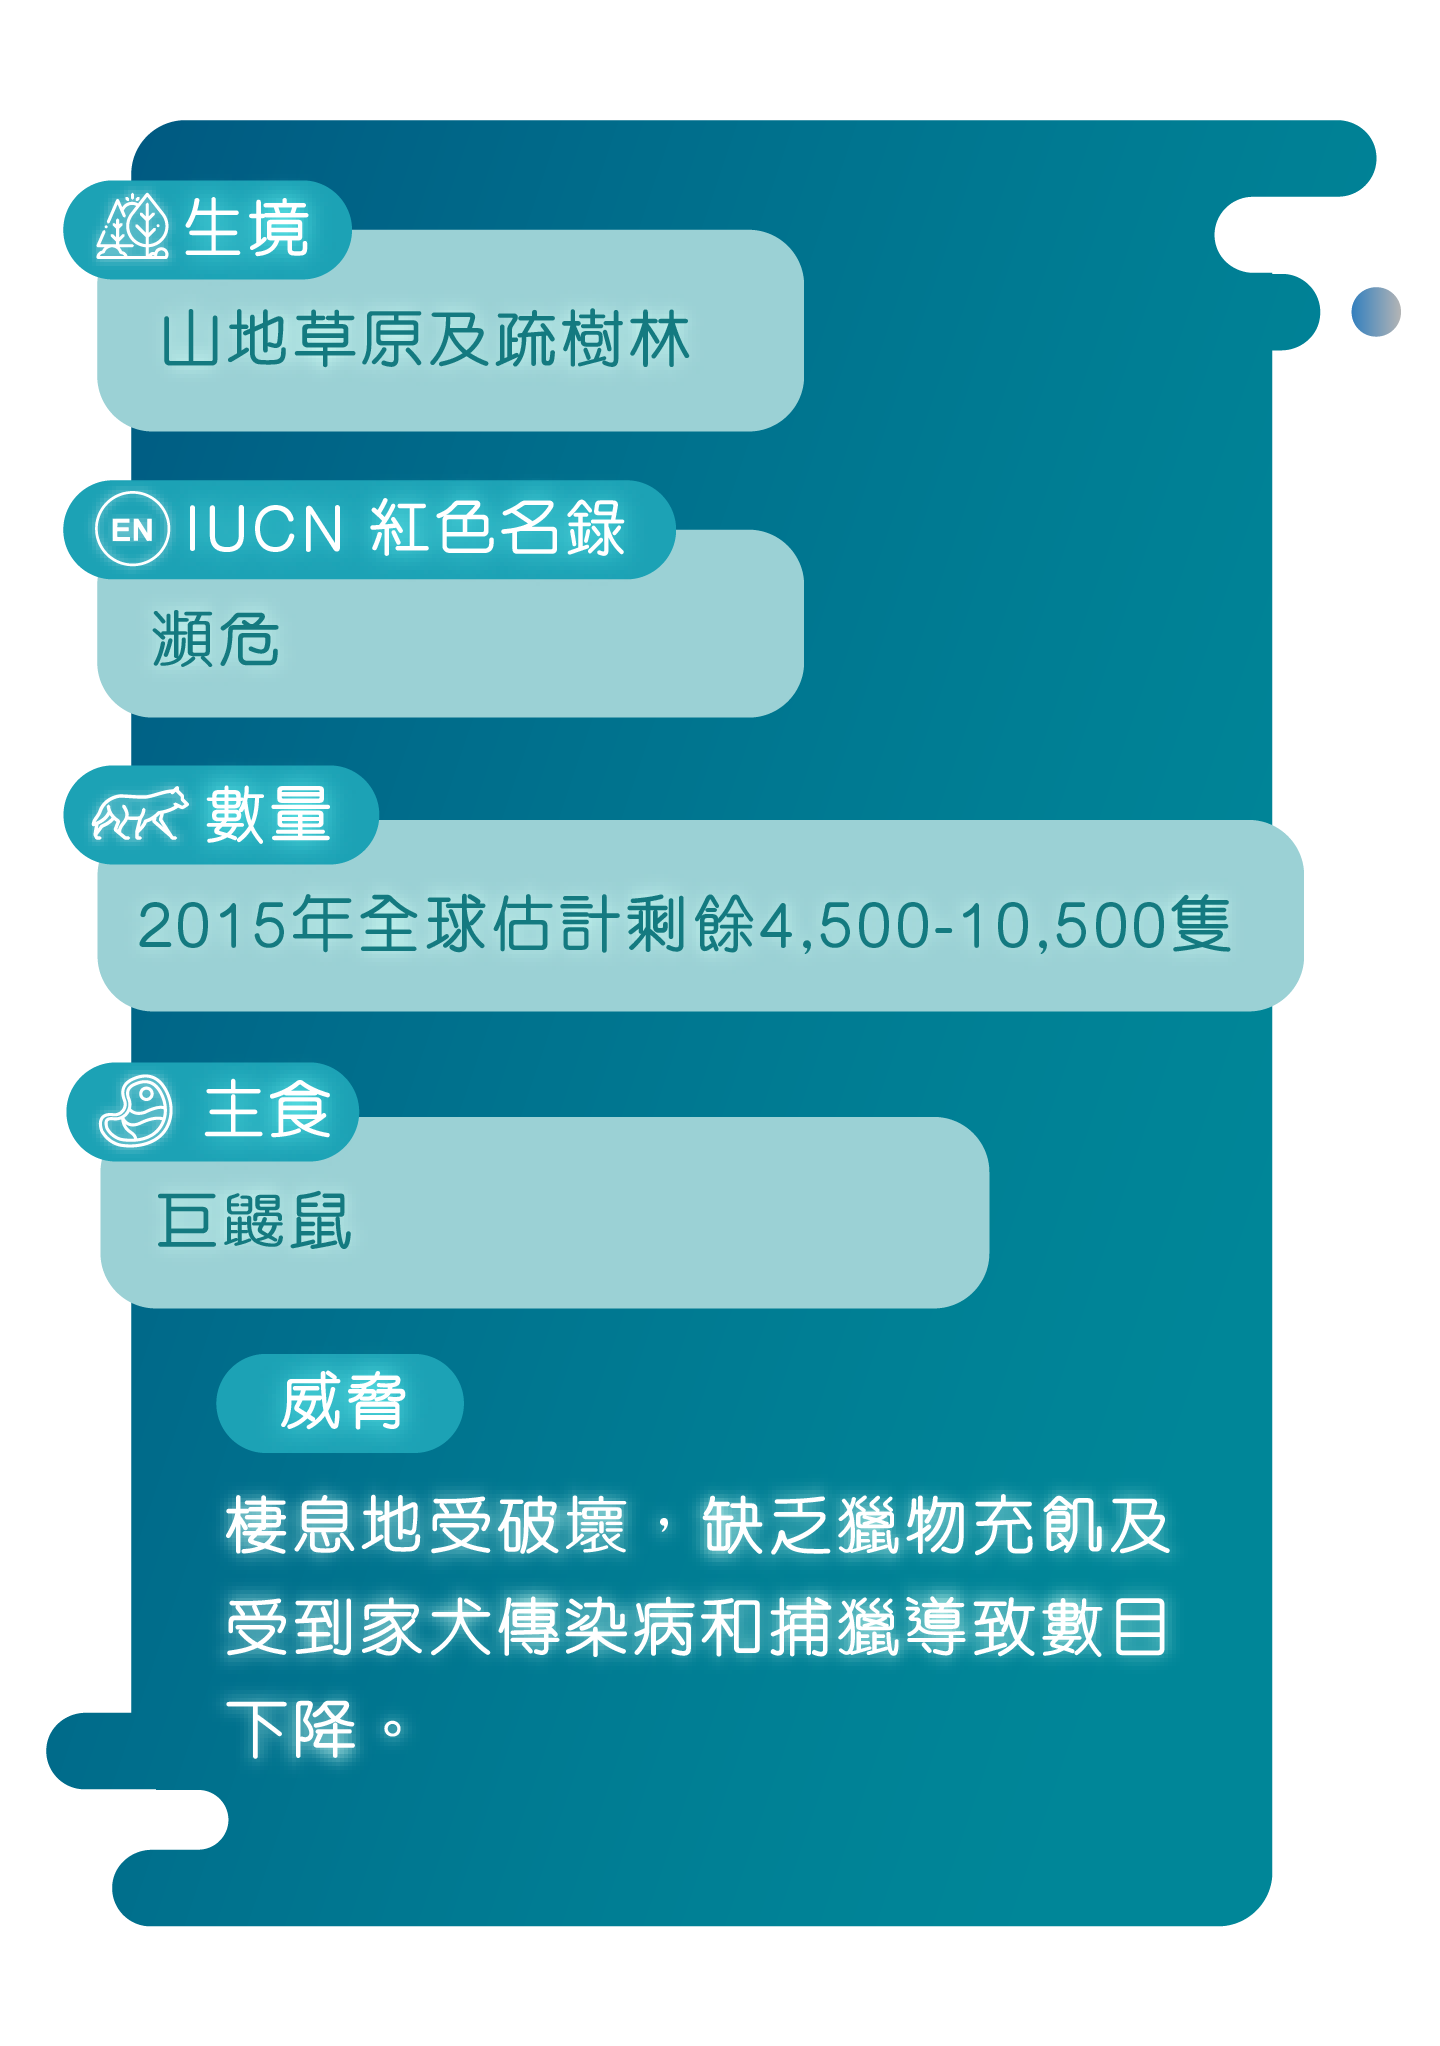 生境
山地草原及疏樹林
EN IUCN 紅色名錄
瀕危
數量
2015年全球估計剩餘4,500-10,500隻
主食
巨鼹鼠
威脅
棲息地受破壞，缺乏獵物充飢及
受到家犬傳染病和捕獵導致數目
下降。